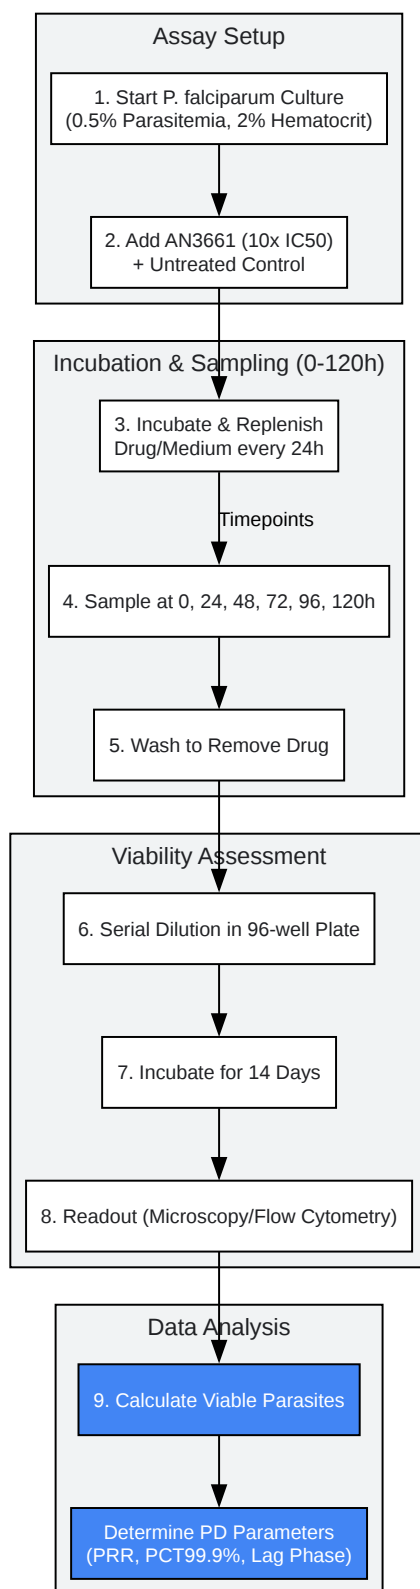 Assay Setup
1. Start P. falciparum Culture
(0.5% Parasitemia, 2% Hematocrit)
2. Add AN3661 (10x IC50)
+ Untreated Control
Incubation & Sampling (0-120h)
3. Incubate & Replenish
Drug/Medium every 24h
Timepoints
4. Sample at 0, 24, 48, 72, 96, 120h
5. Wash to Remove Drug
Viability Assessment
6. Serial Dilution in 96-well Plate
7. Incubate for 14 Days
8. Readout (Microscopy/Flow Cytometry)
Data Analysis
9. Calculate Viable Parasites
Determine PD Parameters
(PRR, PCT99.9%, Lag Phase)